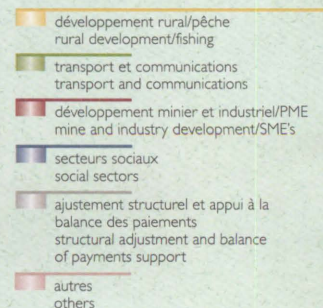 développement rural/pêche
rural development/fishing
transport et communications
transport and communications
développement minier et industriel/PME
mine and industry development/SME's
secteurs sociaux
social sectors
ajustement structurel et appui à la
balance des paiements
structural adjustment and balance
of payments support
autres
others